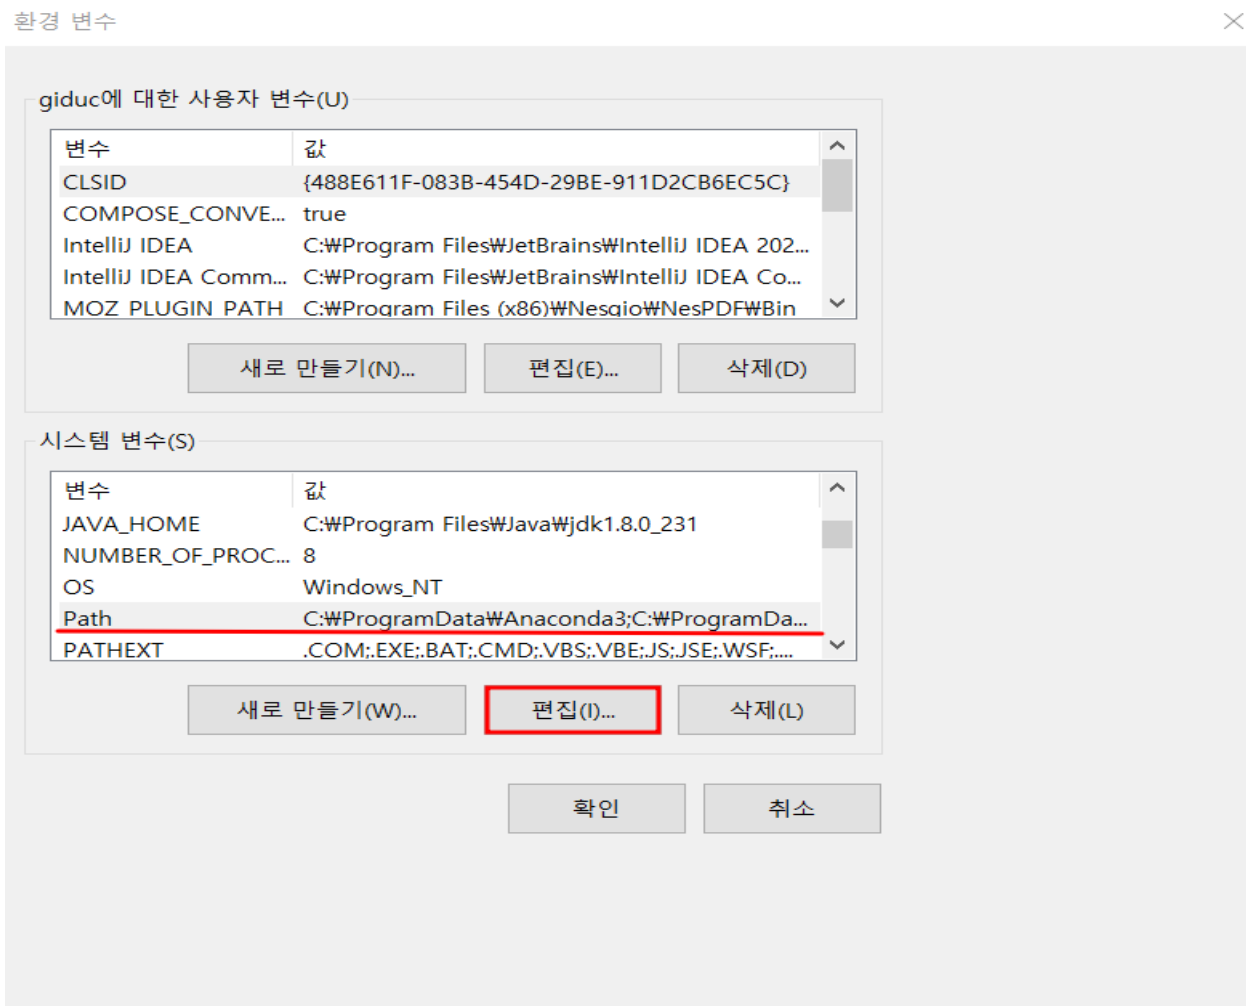 환경 변수
giduc에 대한 사용자 변수(U)
변수 값
CLSID {488E611F-083B-454D-29BE-911D2CB6EC5C}
COMPOSE_CONVE... true
IntelliJ IDEA C:₩Program Files₩JetBrains₩IntelliJ IDEA 202...
IntelliJ IDEA Comm... C:₩Program Files₩JetBrains₩IntelliJ IDEA Co...
MOZ_PLUGIN_PATH C:₩Program Files (x86)₩Nesgio₩NesPDF₩Bin
새로 만들기(N)... 편집(E)... 삭제(D)
시스템 변수(S)
변수 값
JAVA_HOME C:₩Program Files₩Java₩jdk1.8.0_231
NUMBER_OF_PROC... 8
OS Windows_NT
Path C:₩ProgramData₩Anaconda3;C:₩ProgramDa...
PATHEXT .COM;.EXE;.BAT;.CMD;.VBS;.VBE;.JS;.JSE;.WSF;....
새로 만들기(W)... 편집(I)... 삭제(L)
확인 취소